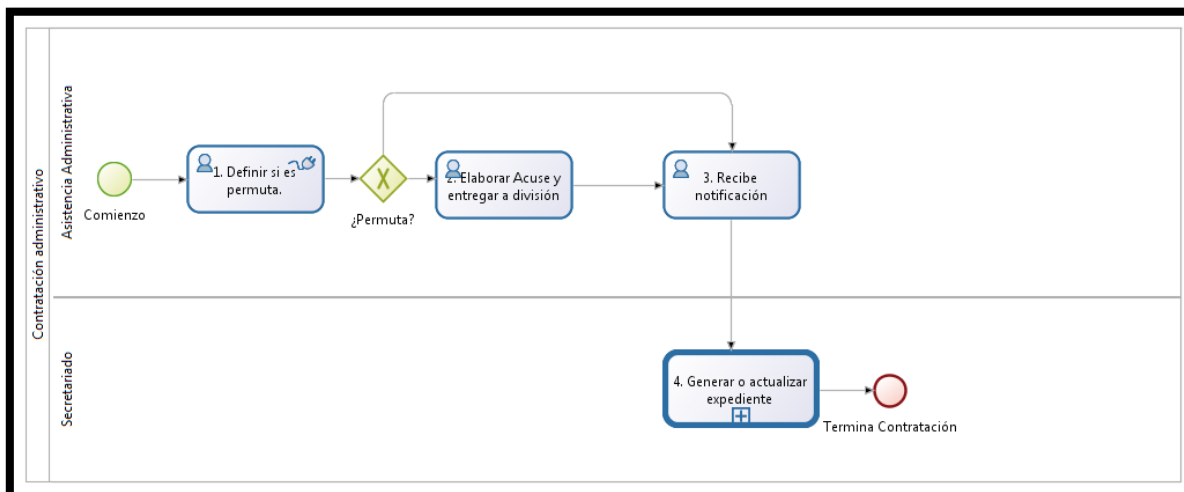 Contratación administrativo
Asistencia Administrativa
Comienzo
1. Definir si es
permuta.
¿Permuta?
2. Elaborar Acuse y
entregar a división
3. Recibe
notificación
Secretariado
4. Generar o actualizar
expediente
Termina Contratación